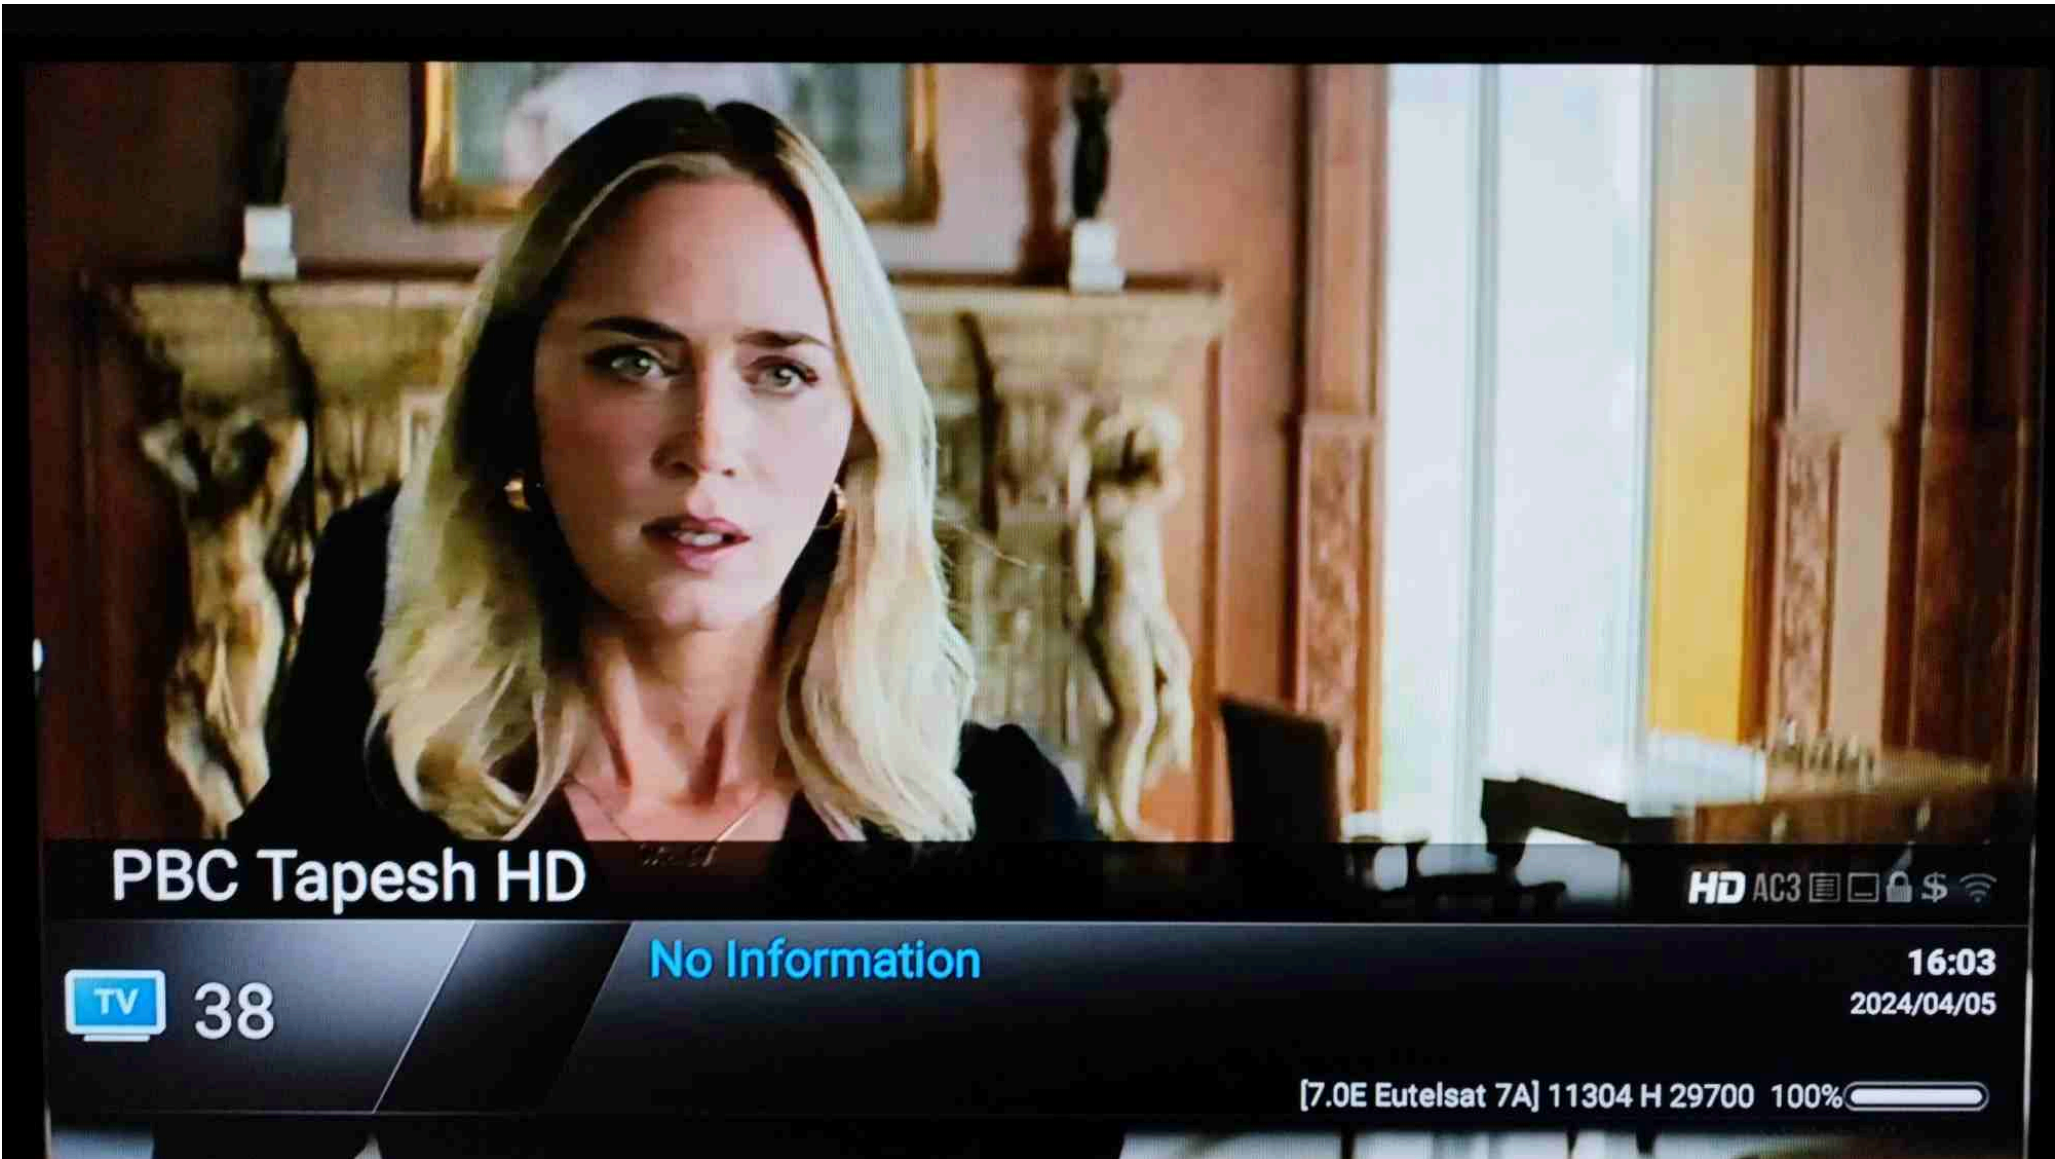 PBC Tapesh HD
HD AC3 $
No Information
16:03
TV 38
2024/04/05
[7.0E Eutelsat 7A] 11304 H 29700 100%